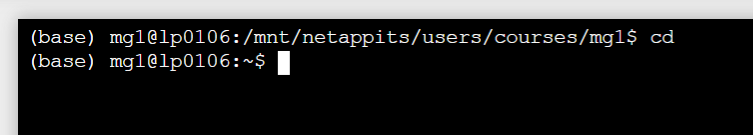 (base) mg1@lp0106:/mnt/netappits/users/courses/mg1$ cd
(base) mg1@lp0106:~$